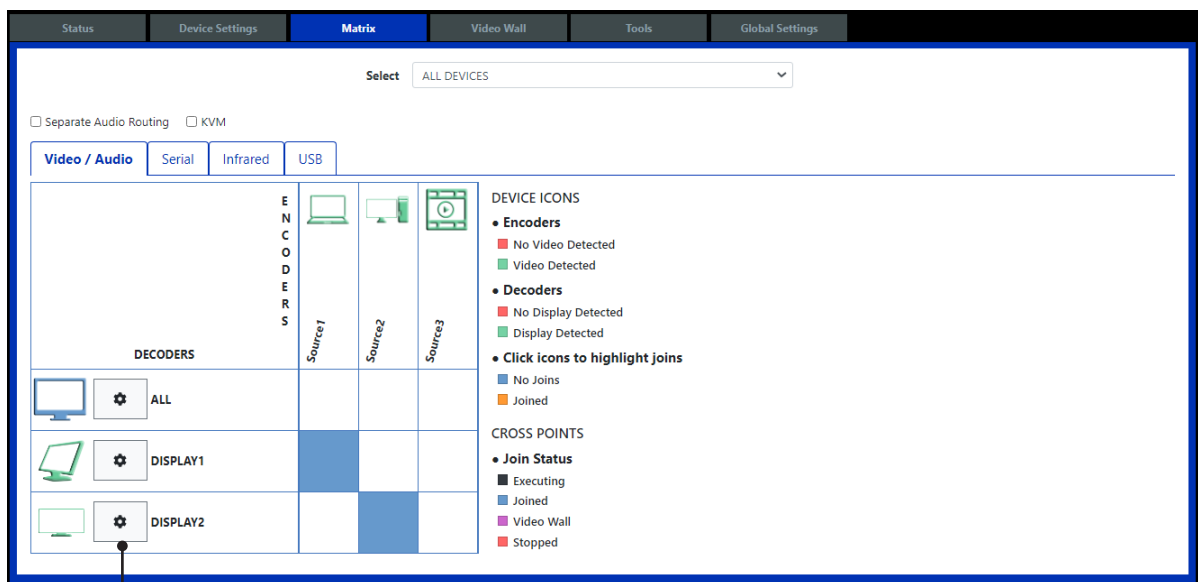 Status Device Settings Matrix Video Wall Tools Global Settings
Select ALL DEVICES
Separate Audio Routing KVM
Video / Audio Serial Infrared USB
ENCODERS
Source1
Source2
Source3
DECODERS
ALL
DISPLAY1
DISPLAY2
DEVICE ICONS
• Encoders
No Video Detected
Video Detected
• Decoders
No Display Detected
Display Detected
• Click icons to highlight joins
No Joins
Joined
CROSS POINTS
• Join Status
Executing
Joined
Video Wall
Stopped